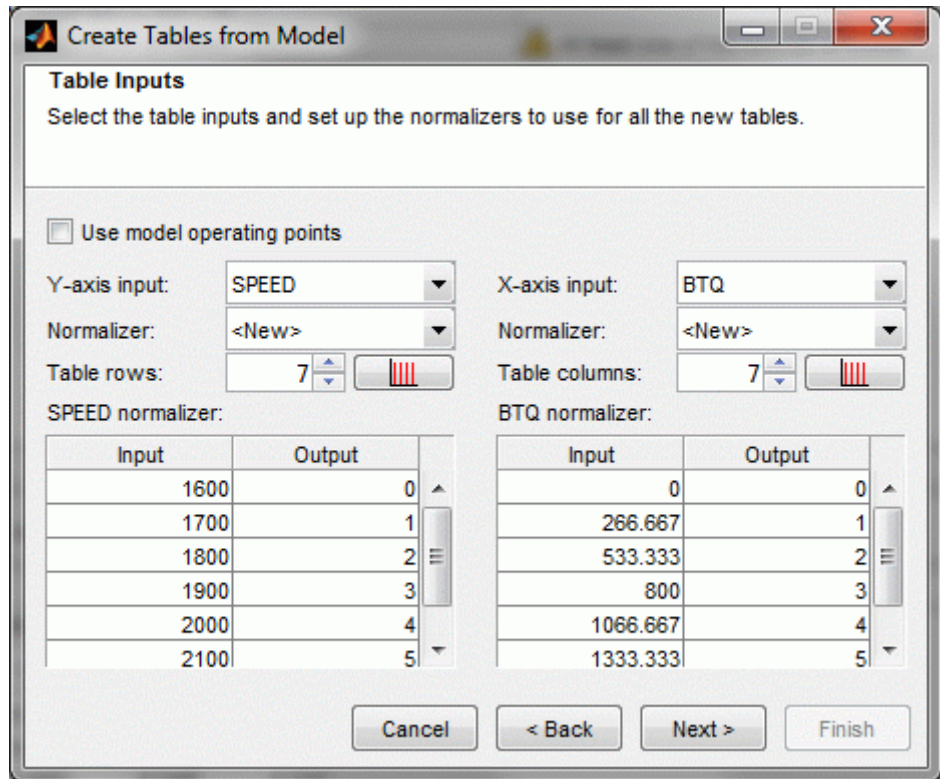 Create Tables from Model
Table Inputs
Select the table inputs and set up the normalizers to use for all the new tables.
Use model operating points
Y-axis input: SPEED X-axis input: BTQ
Normalizer: <New> Normalizer: <New>
Table rows: 7 Table columns: 7
SPEED normalizer: BTQ normalizer:
Input Output Input Output
1600 0 0 0
1700 1 266.667 1
1800 2 533.333 2
1900 3 800 3
2000 4 1066.667 4
2100 5 1333.333 5
Cancel < Back Next > Finish